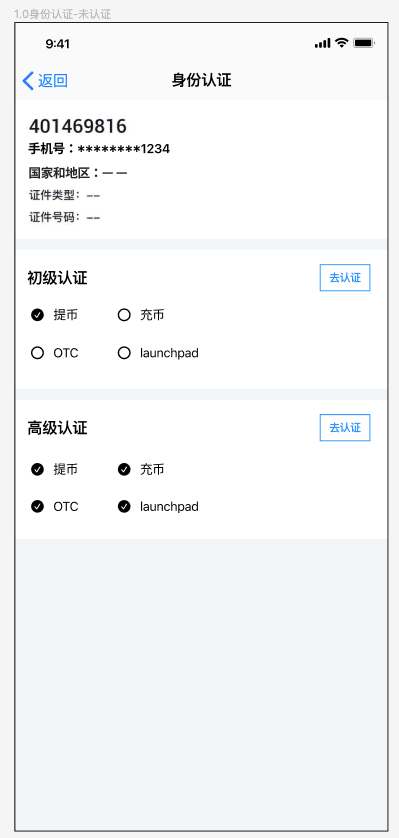 1.0身份认证-未认证
9:41
返回 身份认证
401469816
手机号：********1234
国家和地区：— —
证件类型：--
证件号码：--
初级认证 去认证
提币 充币
OTC launchpad
高级认证 去认证
提币 充币
OTC launchpad